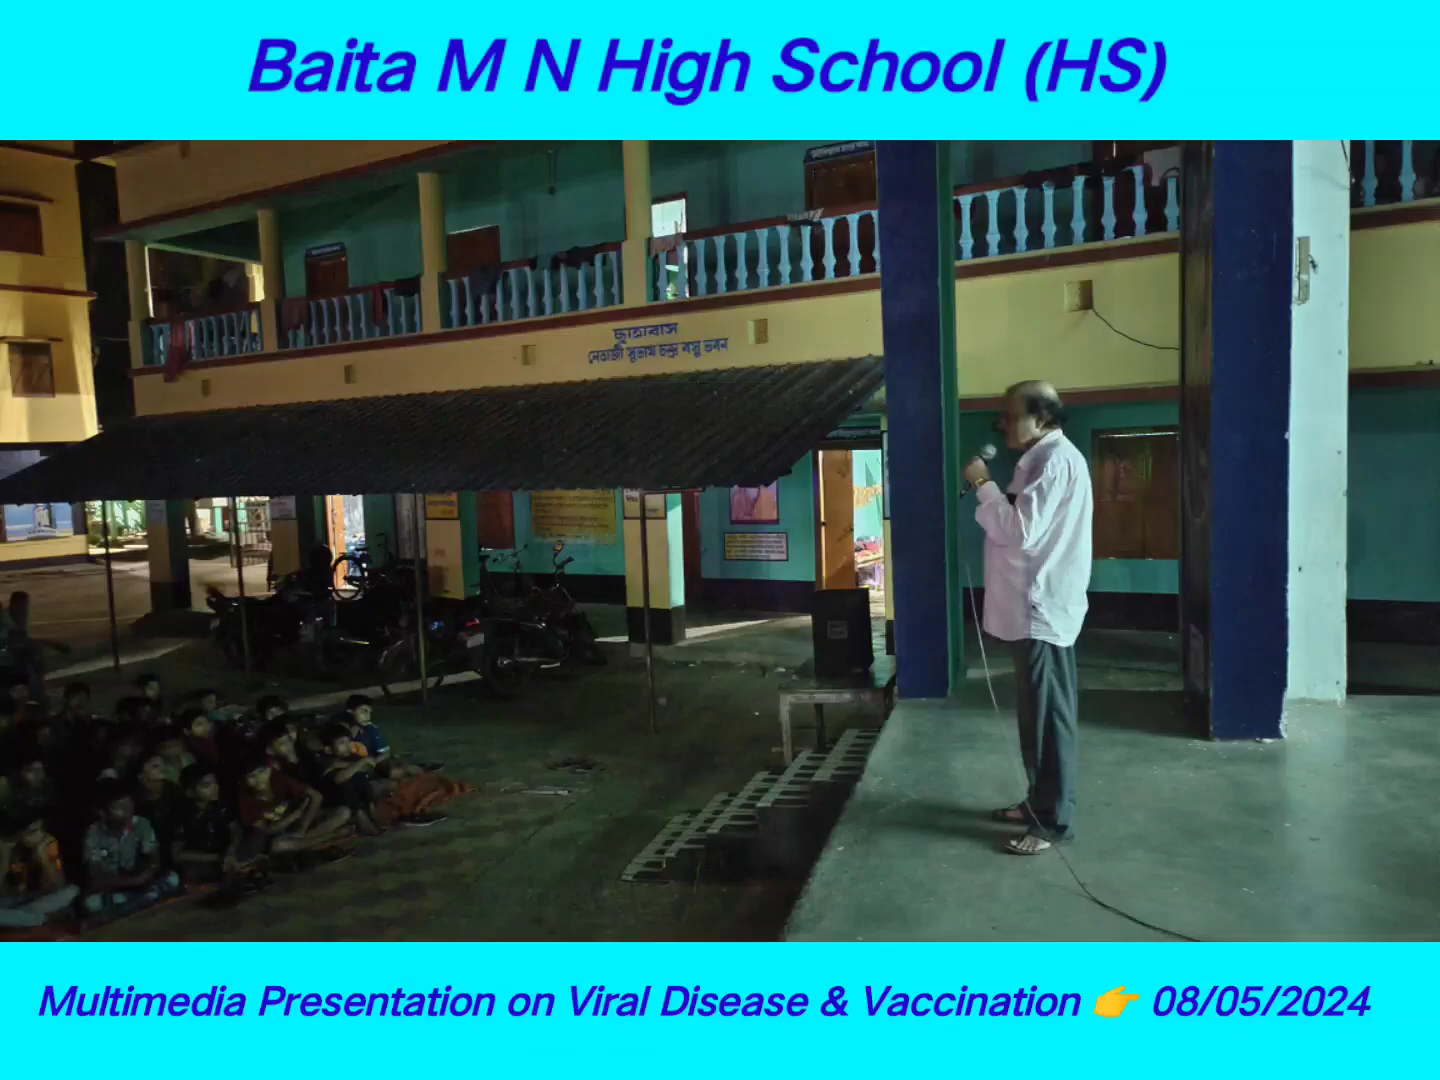 Baita M N High School (HS)
ছাত্রাবাস
নেতাজী সুভাষ চন্দ্র বসু ভবন
Multimedia Presentation on Viral Disease & Vaccination 👉 08/05/2024